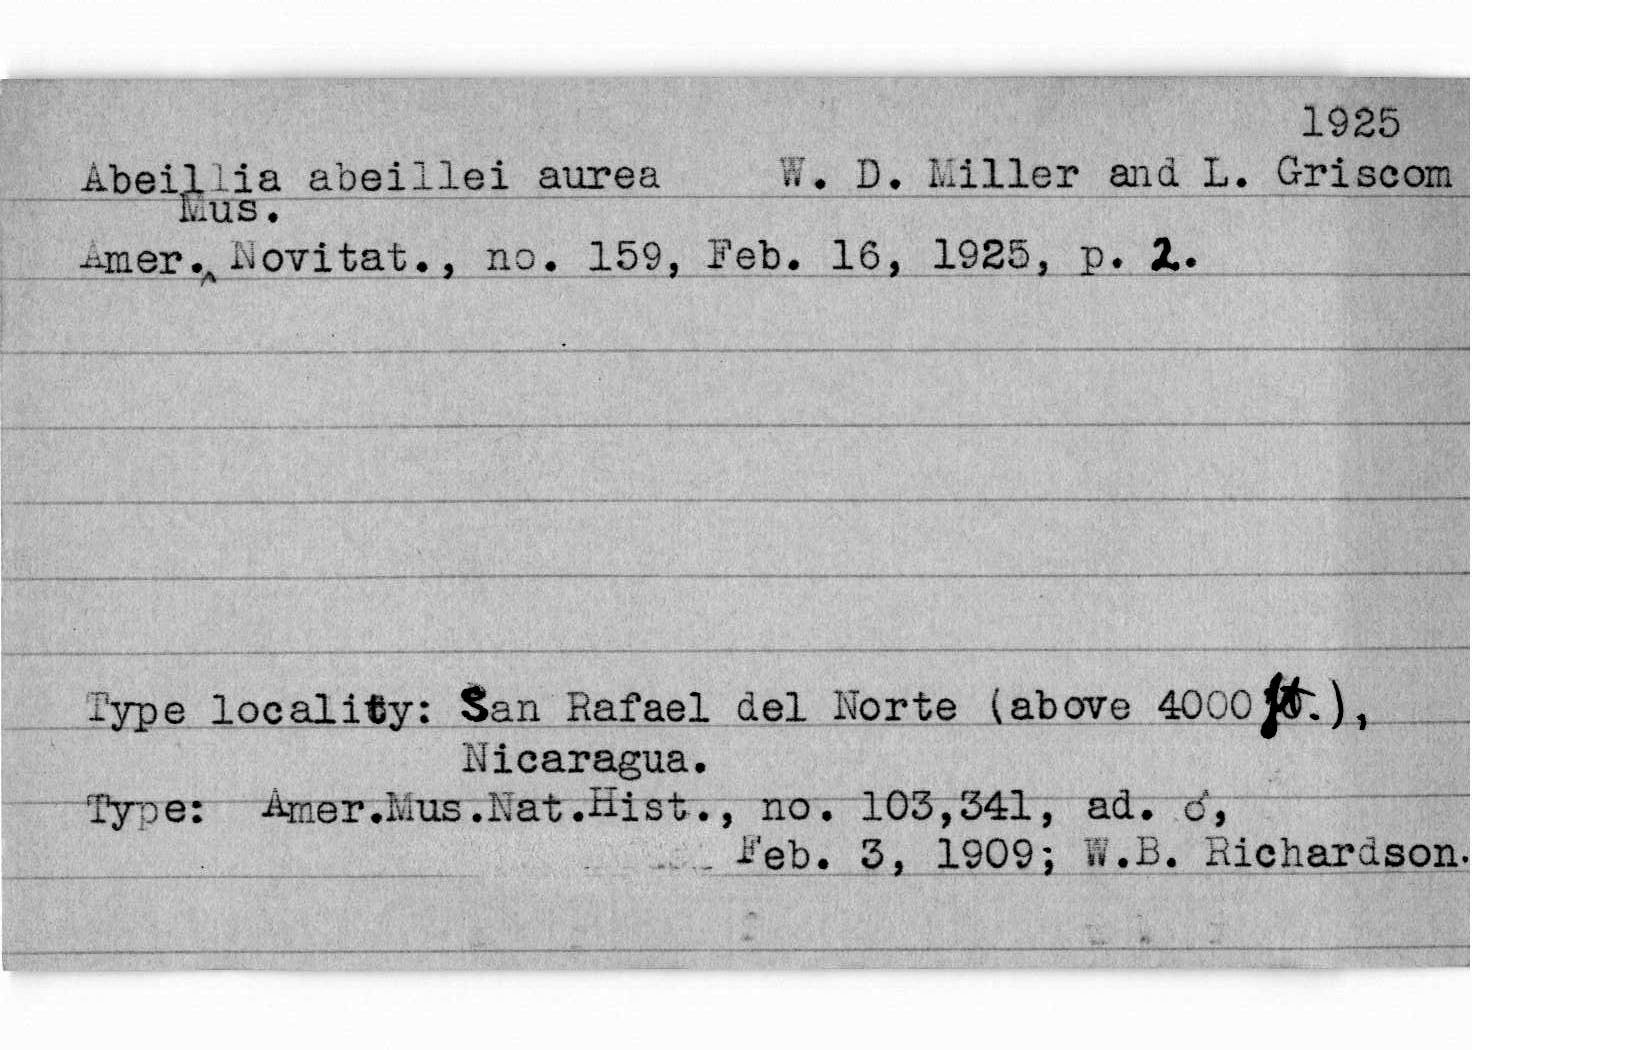 1925
Abeillia abeillei aurea W. D. Miller and L. Griscom
Mus.
Amer.^ Novitat., no. 159, Feb. 16, 1925, p. 2.
Type locality: San Rafael del Norte (above 4000 ft.),
Nicaragua.
Type: Amer.Mus.Nat.Hist., no. 103,341, ad. ♂,
Feb. 3, 1909; W.B. Richardson.